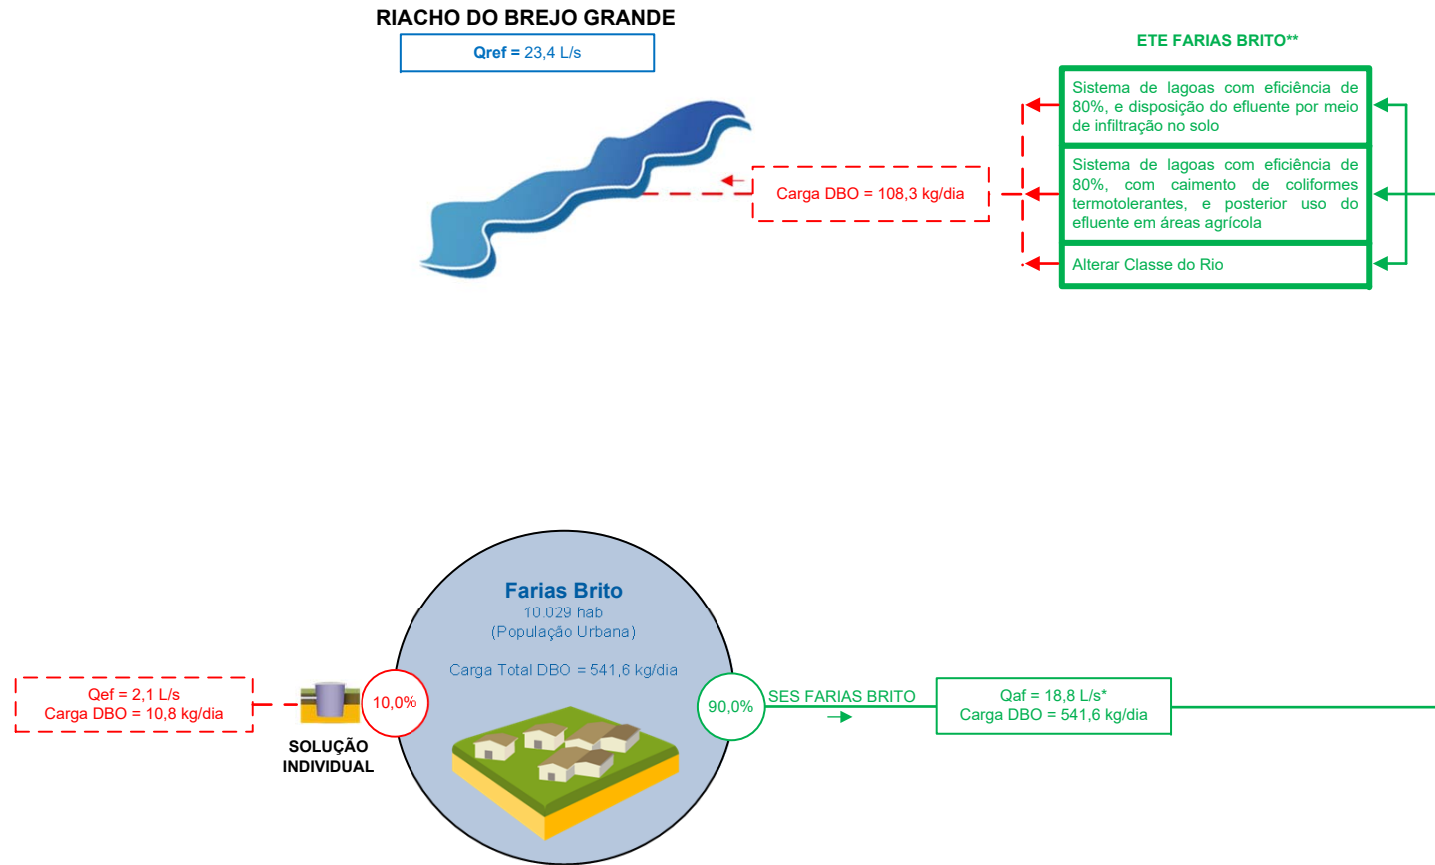 RIACHO DO BREJO GRANDE
Qref = 23,4 L/s
ETE FARIAS BRITO**
Sistema de lagoas com eficiência de
80%, e disposição do efluente por meio
de infiltração no solo
Carga DBO = 108,3 kg/dia
Sistema de lagoas com eficiência de
80%, com caimento de coliformes
termotolerantes, e posterior uso do
efluente em áreas agrícola
Alterar Classe do Rio
Farias Brito
10.029 hab
(População Urbana)
Carga Total DBO = 541,6 kg/dia
Qef = 2,1 L/s
Carga DBO = 10,8 kg/dia
10,0%
SOLUÇÃO
INDIVIDUAL
90,0%
SES FARIAS BRITO
Qaf = 18,8 L/s*
Carga DBO = 541,6 kg/dia